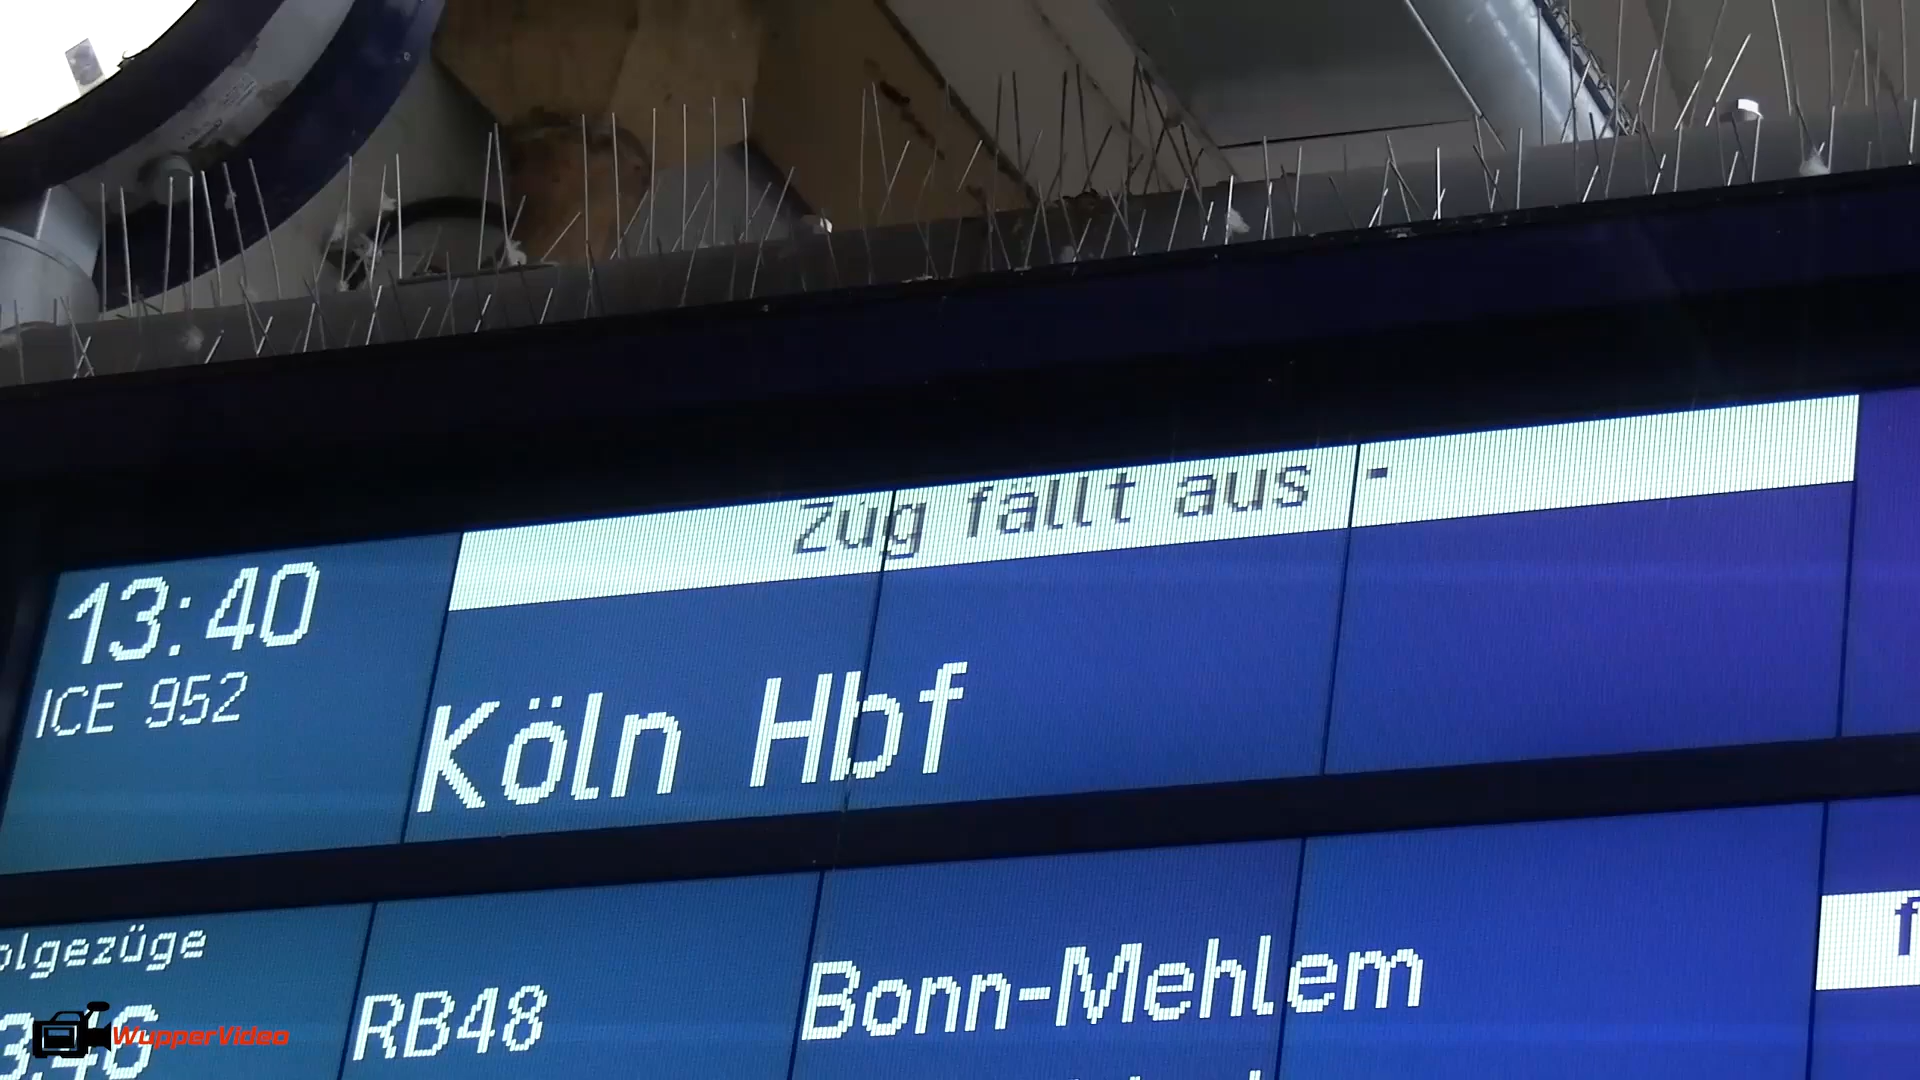 Zug fällt aus -
13:40
ICE 952
Köln Hbf
olgezüge
RB48
Bonn-Mehlem
f
WupperVideo